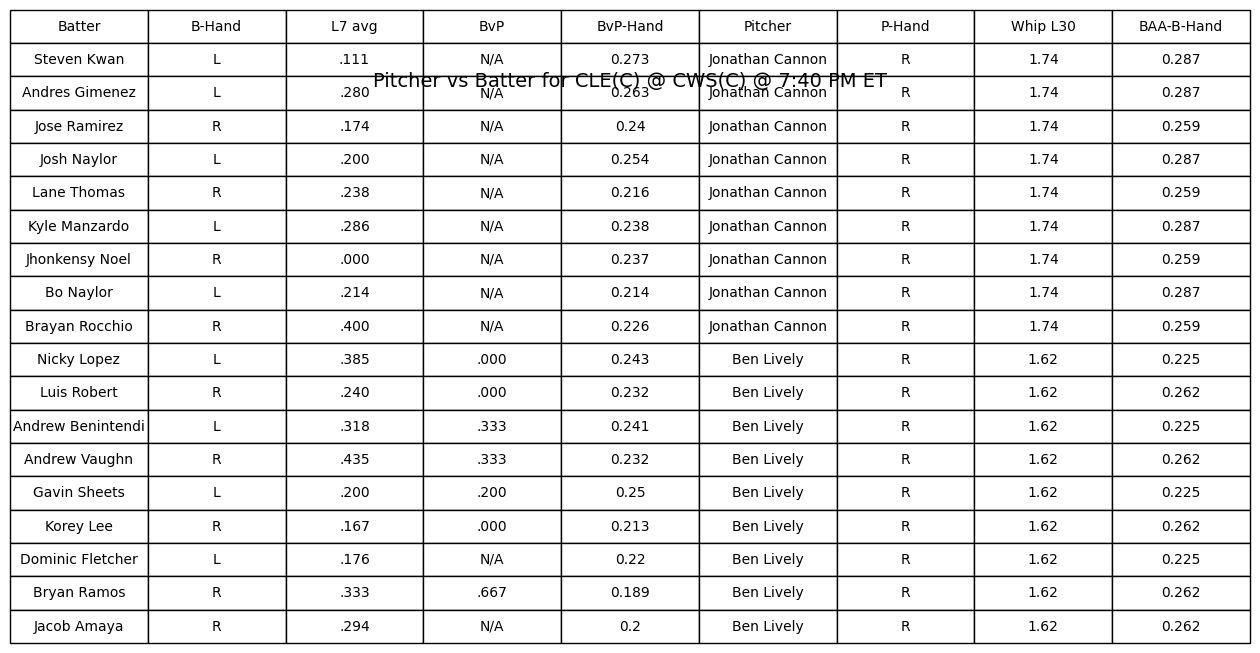 Batter B-Hand L7 avg BvP BvP-Hand Pitcher P-Hand Whip L30 BAA-B-Hand
Steven Kwan L .111 N/A 0.273 Jonathan Cannon R 1.74 0.287
Pitcher vs Batter for CLE(C) @ CWS(C) @ 7:40 PM ET
Andres Gimenez L .280 N/A 0.263 Jonathan Cannon R 1.74 0.287
Jose Ramirez R .174 N/A 0.24 Jonathan Cannon R 1.74 0.259
Josh Naylor L .200 N/A 0.254 Jonathan Cannon R 1.74 0.287
Lane Thomas R .238 N/A 0.216 Jonathan Cannon R 1.74 0.259
Kyle Manzardo L .286 N/A 0.238 Jonathan Cannon R 1.74 0.287
Jhonkensy Noel R .000 N/A 0.237 Jonathan Cannon R 1.74 0.259
Bo Naylor L .214 N/A 0.214 Jonathan Cannon R 1.74 0.287
Brayan Rocchio R .400 N/A 0.226 Jonathan Cannon R 1.74 0.259
Nicky Lopez L .385 .000 0.243 Ben Lively R 1.62 0.225
Luis Robert R .240 .000 0.232 Ben Lively R 1.62 0.262
Andrew Benintendi L .318 .333 0.241 Ben Lively R 1.62 0.225
Andrew Vaughn R .435 .333 0.232 Ben Lively R 1.62 0.262
Gavin Sheets L .200 .200 0.25 Ben Lively R 1.62 0.225
Korey Lee R .167 .000 0.213 Ben Lively R 1.62 0.262
Dominic Fletcher L .176 N/A 0.22 Ben Lively R 1.62 0.225
Bryan Ramos R .333 .667 0.189 Ben Lively R 1.62 0.262
Jacob Amaya R .294 N/A 0.2 Ben Lively R 1.62 0.262